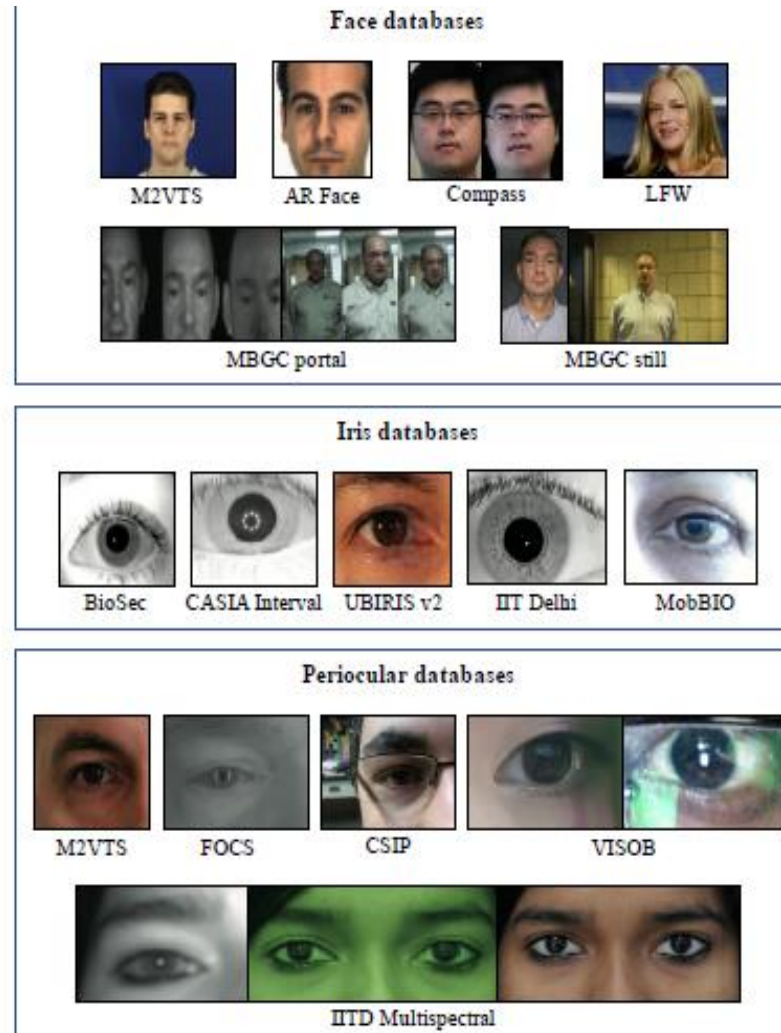 Face databases
M2VTS AR Face Compass LFW
MBGC portal MBGC still
Iris databases
BioSec CASIA Interval UBIRIS v2 IIT Delhi MobBIO
Periocular databases
M2VTS FOCS CSIP VISOB
IITD Multispectral